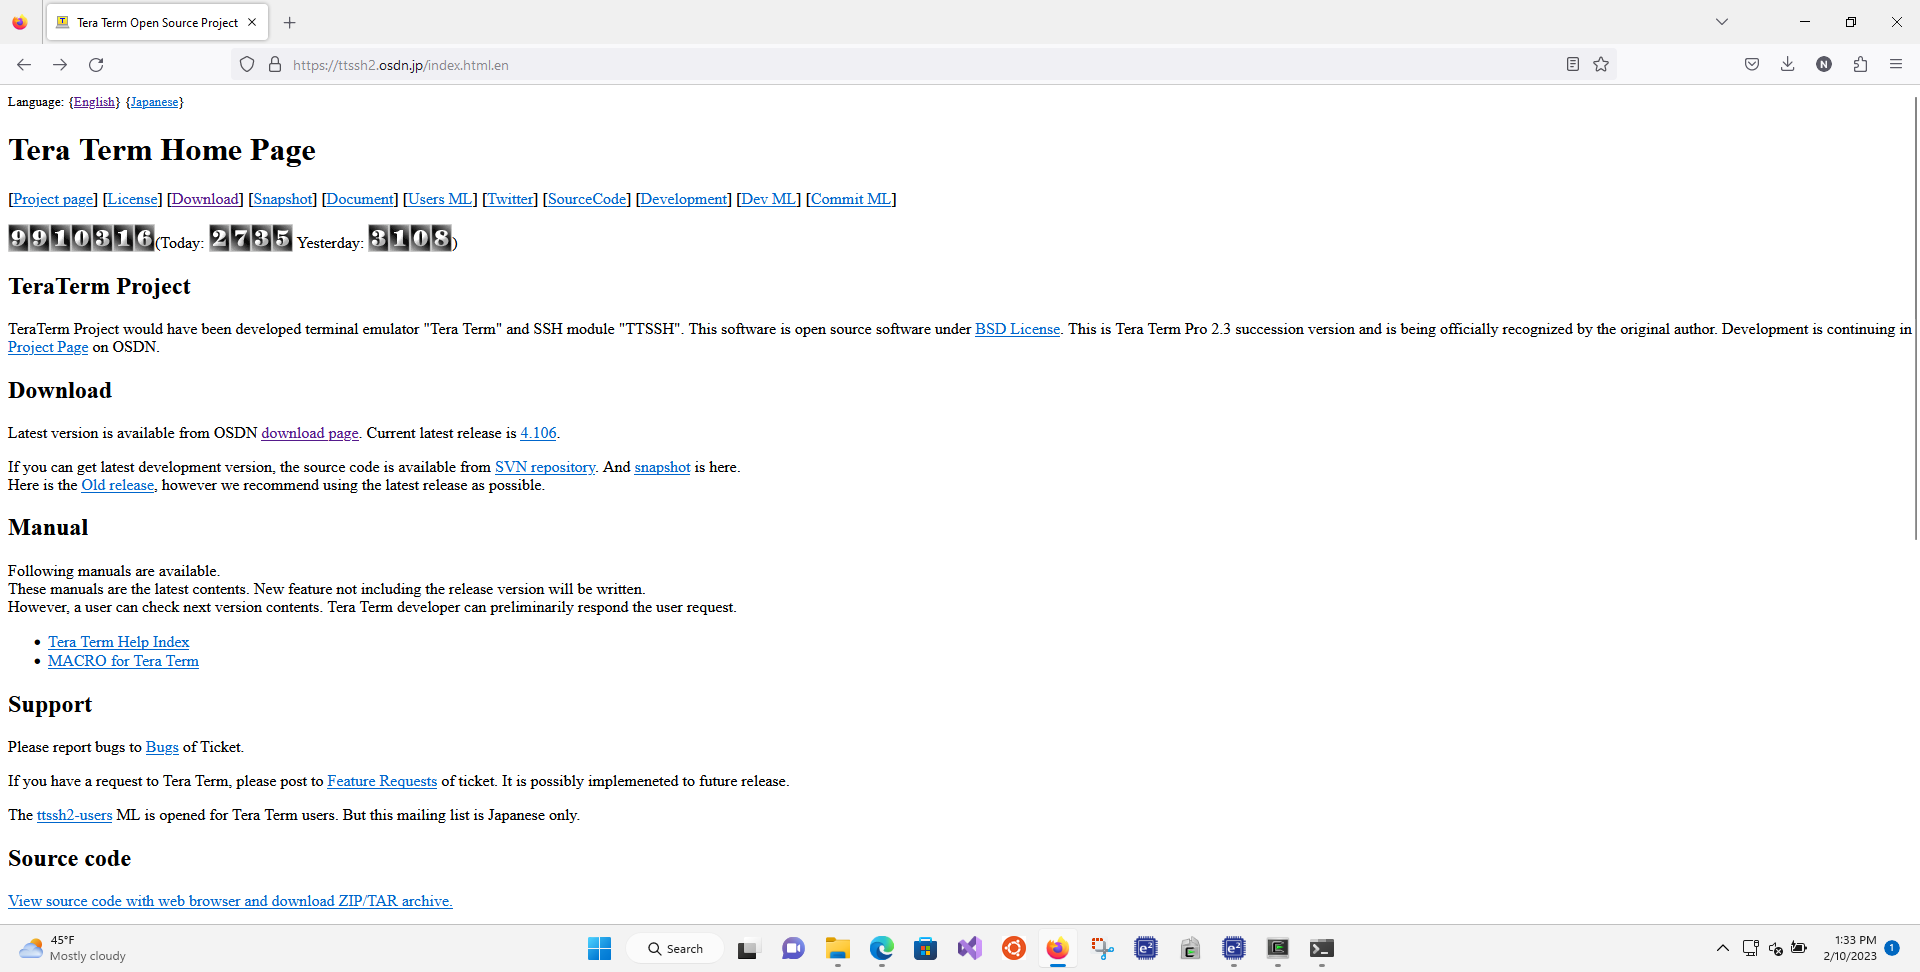 Tera Term Open Source Project
https://ttssh2.osdn.jp/index.html.en
N
Language: {English} {Japanese}
Tera Term Home Page
[Project page] [License] [Download] [Snapshot] [Document] [Users ML] [Twitter] [SourceCode] [Development] [Dev ML] [Commit ML]
9910316(Today: 2735 Yesterday: 3108)
TeraTerm Project
TeraTerm Project would have been developed terminal emulator "Tera Term" and SSH module "TTSSH". This software is open source software under BSD License. This is Tera Term Pro 2.3 succession version and is being officially recognized by the original author. Development is continuing in
Project Page on OSDN.
Download
Latest version is available from OSDN download page. Current latest release is 4.106.
If you can get latest development version, the source code is available from SVN repository. And snapshot is here.
Here is the Old release, however we recommend using the latest release as possible.
Manual
Following manuals are available.
These manuals are the latest contents. New feature not including the release version will be written.
However, a user can check next version contents. Tera Term developer can preliminarily respond the user request.
• Tera Term Help Index
• MACRO for Tera Term
Support
Please report bugs to Bugs of Ticket.
If you have a request to Tera Term, please post to Feature Requests of ticket. It is possibly implemeneted to future release.
The ttssh2-users ML is opened for Tera Term users. But this mailing list is Japanese only.
Source code
View source code with web browser and download ZIP/TAR archive.
45°F
Mostly cloudy
Search
e²
e²
1:33 PM
2/10/2023
1